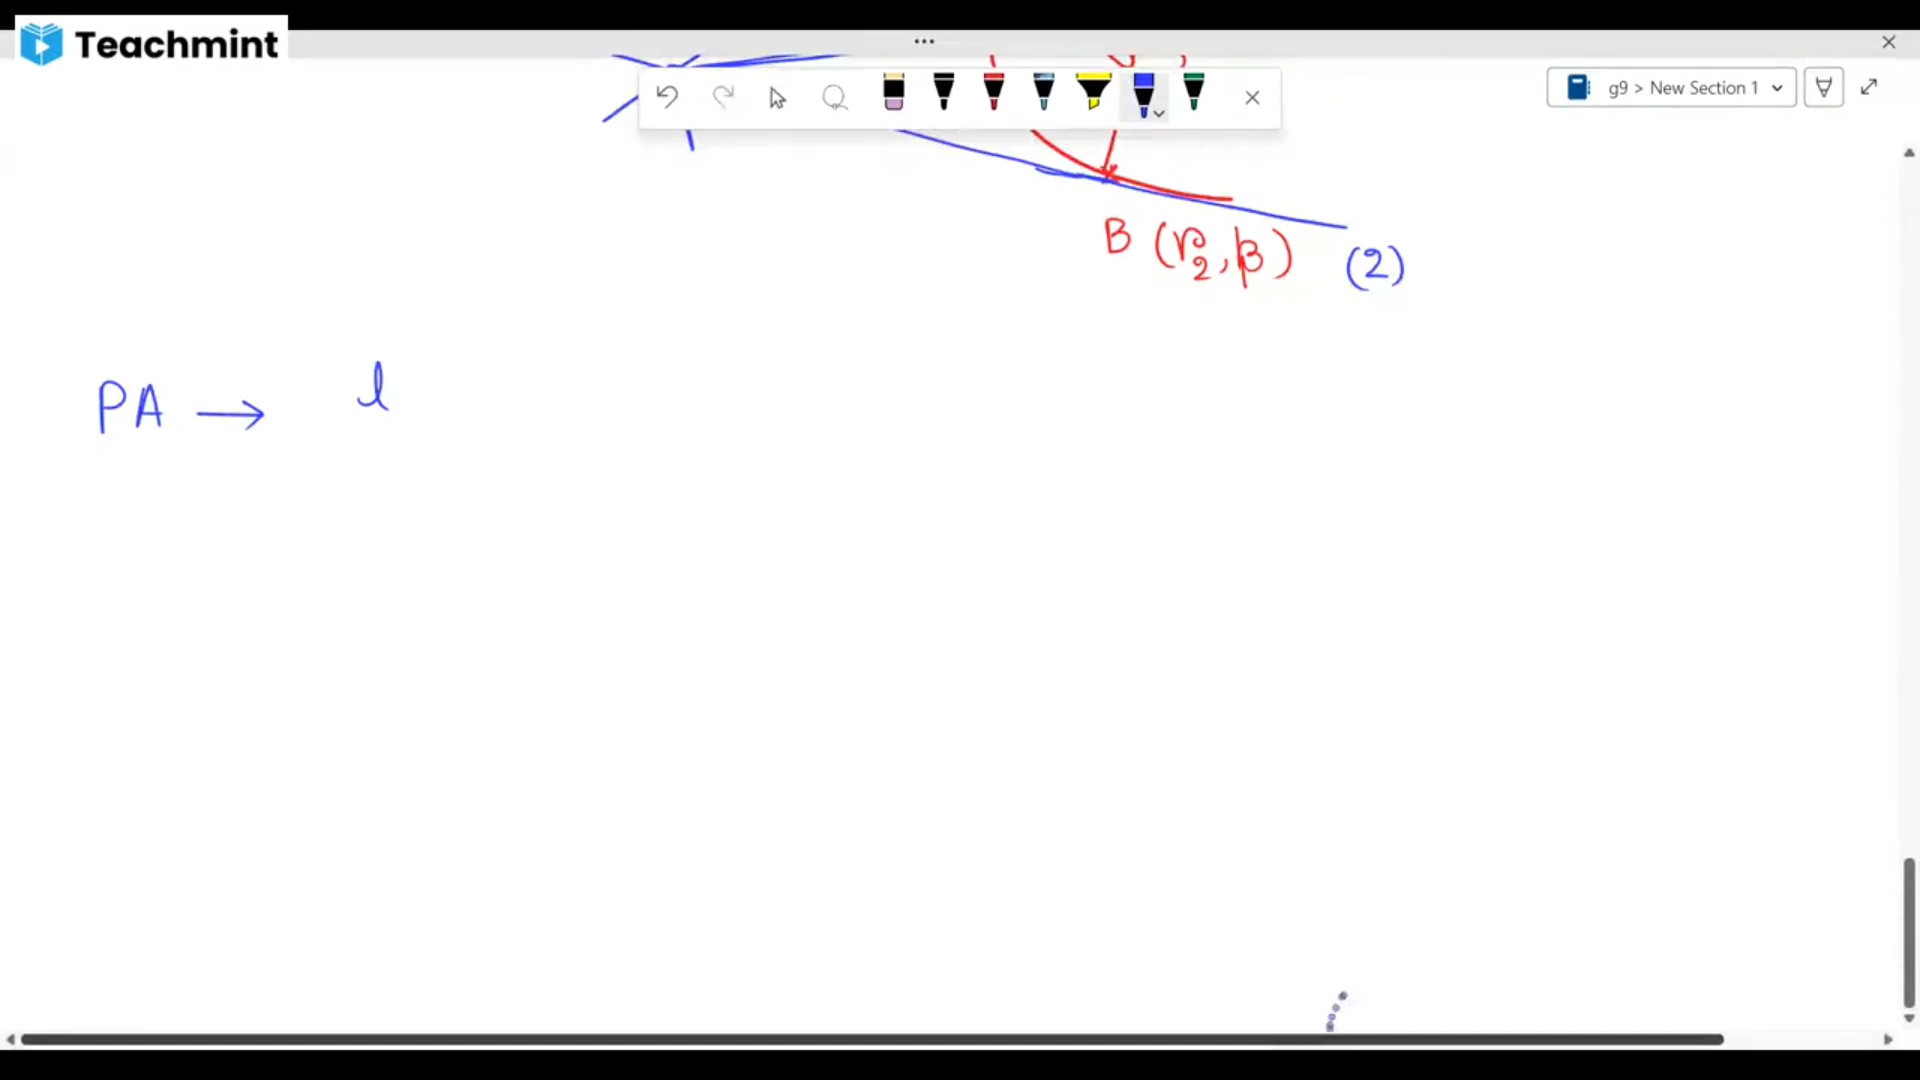 Teachmint
g9 > New Section 1
B (r₂, β) (2)
PA → l